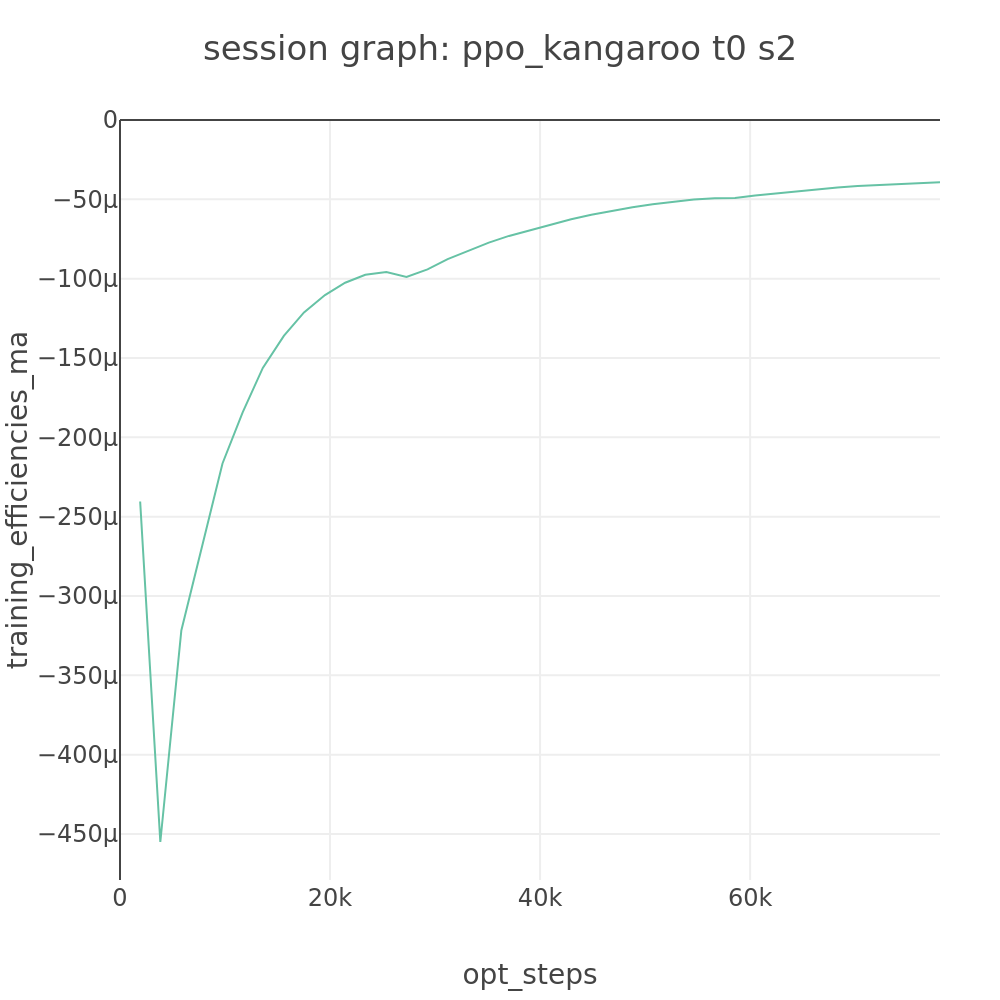 session graph: ppo_kangaroo t0 s2
0
−50μ
−100μ
−150μ
−200μ
−250μ
−300μ
−350μ
−400μ
−450μ
training_efficiencies_ma
0
20k
40k
60k
opt_steps